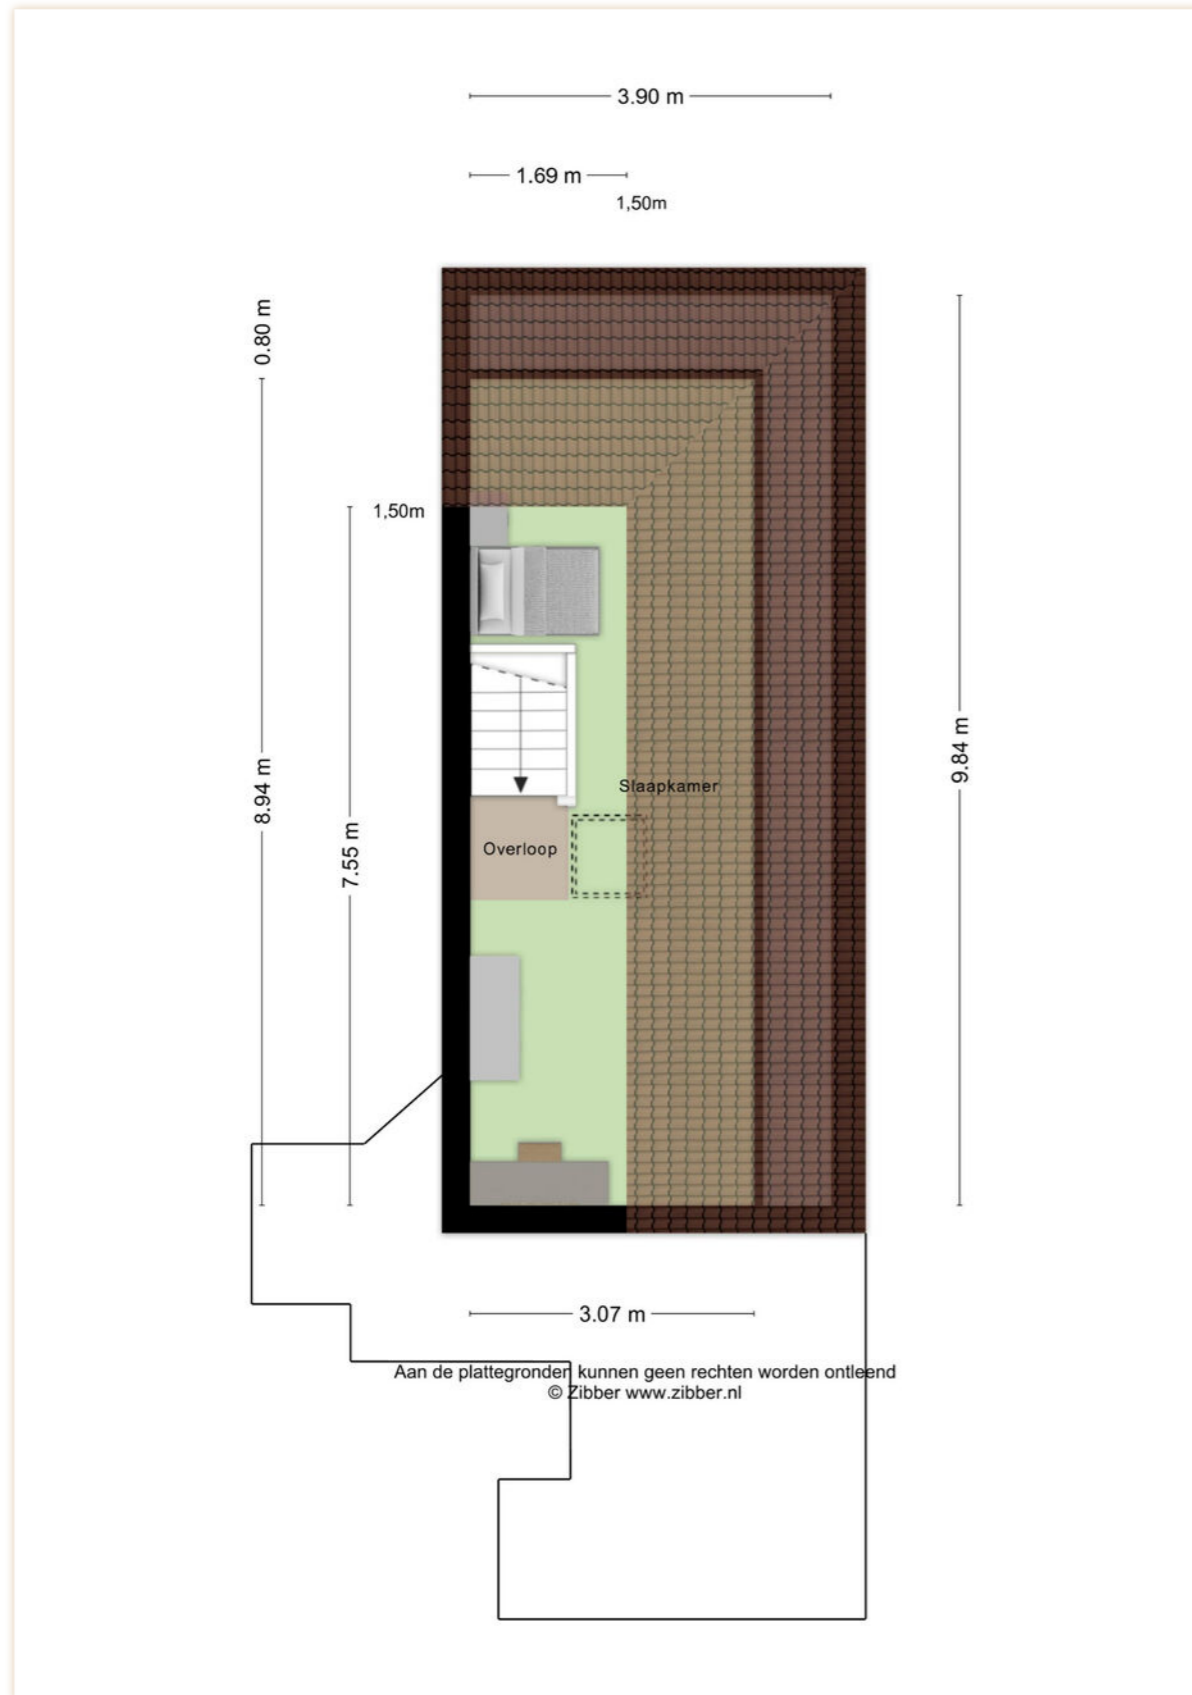 3.90 m
1.69 m
1,50m
0.80 m
1,50m
9.84 m
8.94 m
7.55 m
Slaapkamer
Overloop
3.07 m
Aan de plattegronden kunnen geen rechten worden ontleend
© Zibber www.zibber.nl